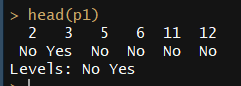 > head(p1)
  2   3   5   6  11  12
 No Yes  No  No  No  No
Levels: No Yes
>